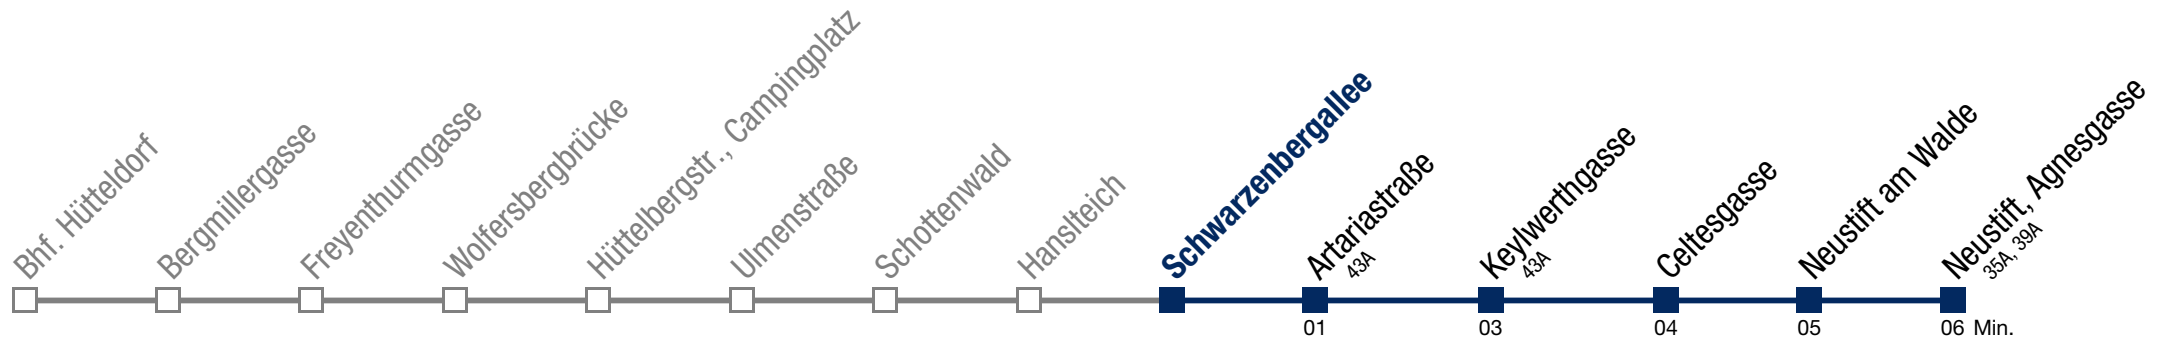 Bhf. Hütteldorf
Bergmillergasse
Freyenthurmgasse
Wolfersbergbrücke
Hüttelbergstr., Campingplatz
Ulmenstraße
Schottenwald
Hanslteich
Schwarzenbergallee
Artariastraße
43A
Keylwerthgasse
43A
Celtesgasse
Neustift am Walde
Neustift, Agnesgasse
35A, 39A
01 03 04 05 06 Min.